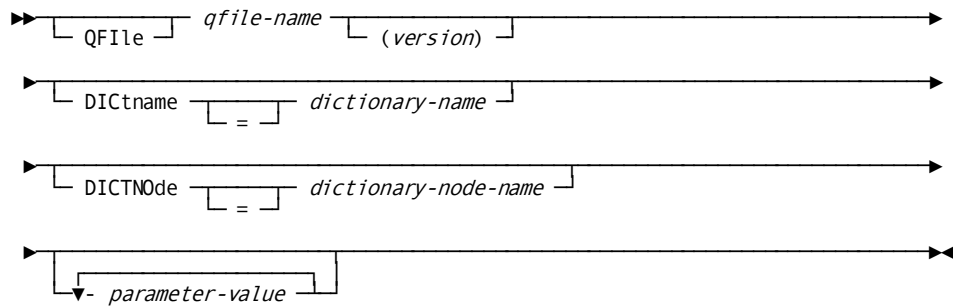 QFIle qfile-name (version)
DICtname = dictionary-name
DICTNOde = dictionary-node-name
- parameter-value